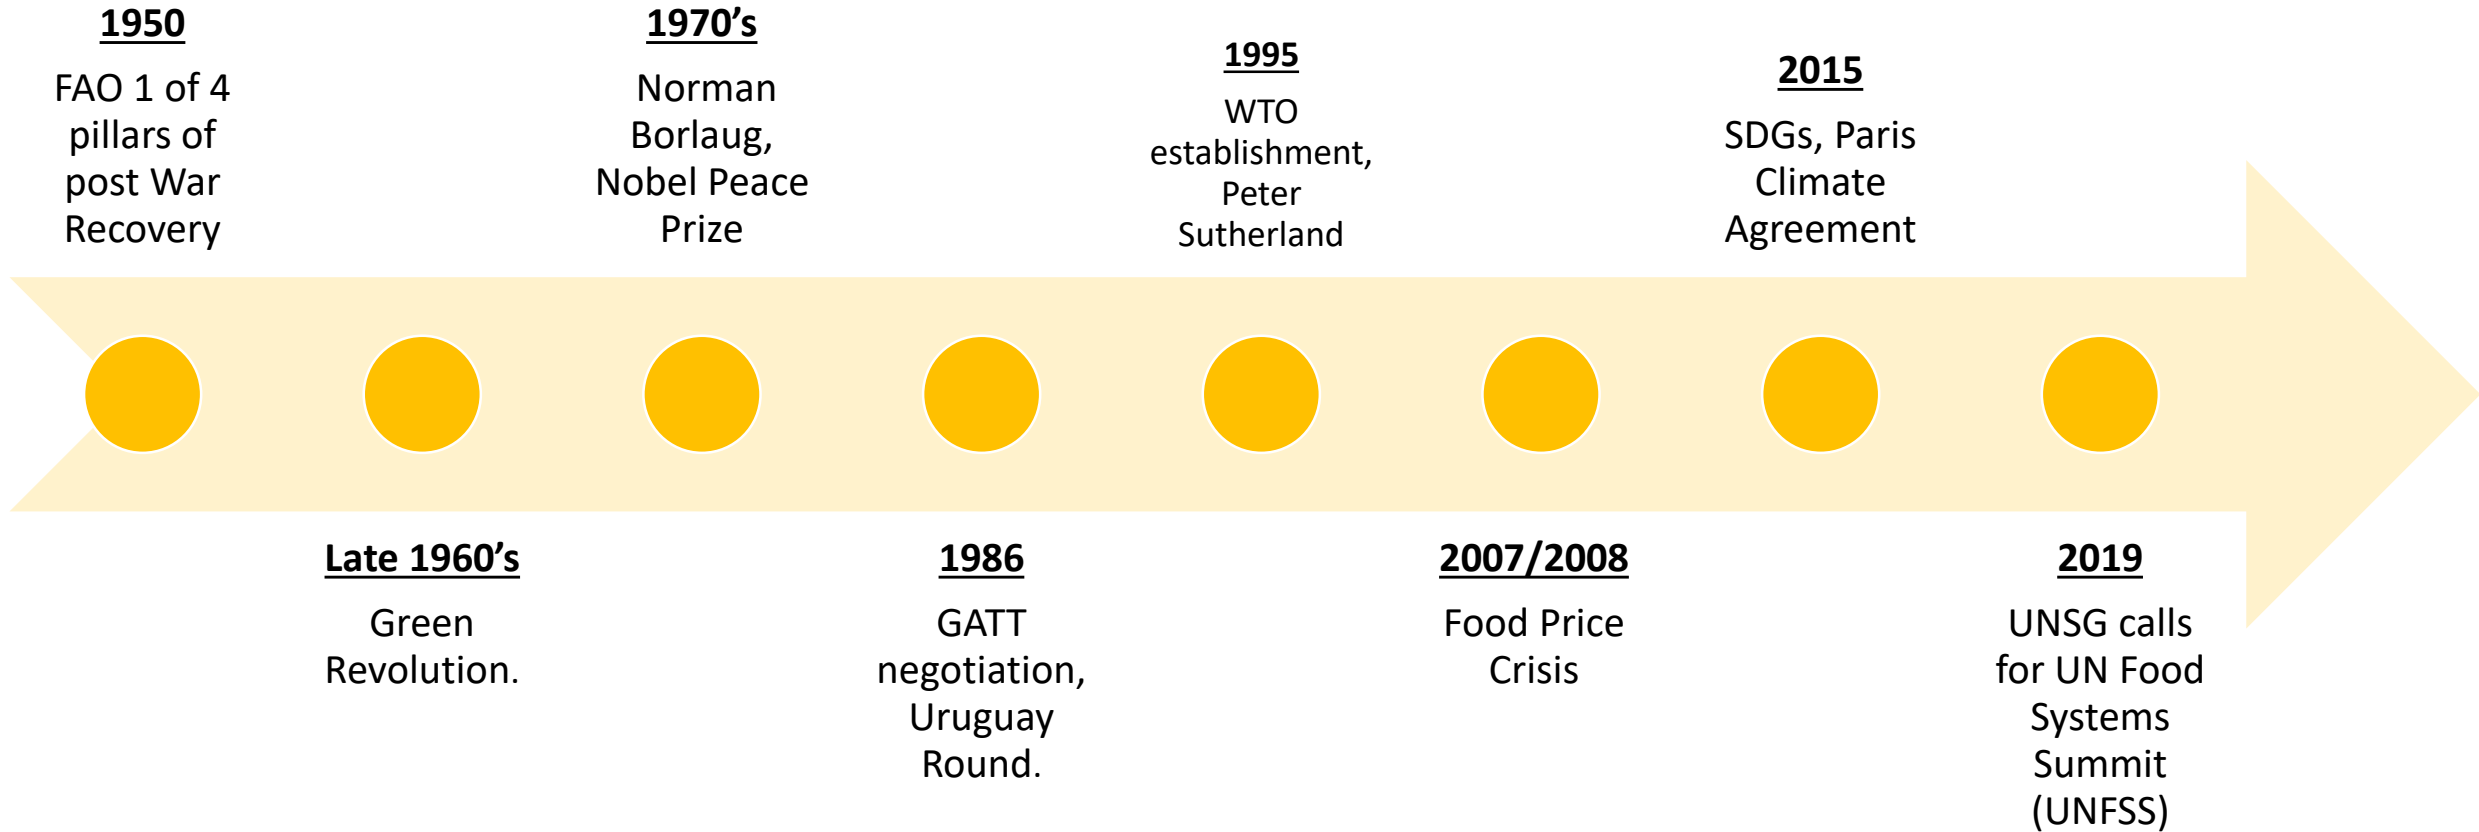 1950
FAO 1 of 4
pillars of
post War
Recovery
Late 1960’s
Green
Revolution.
1970’s
Norman
Borlaug,
Nobel Peace
Prize
1986
GATT
negotiation,
Uruguay
Round.
1995
WTO
establishment,
Peter
Sutherland
2007/2008
Food Price
Crisis
2015
SDGs, Paris
Climate
Agreement
2019
UNSG calls
for UN Food
Systems
Summit
(UNFSS)